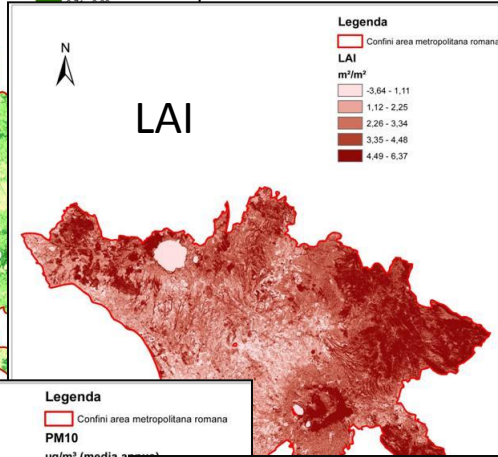 N
LAI
Legenda
Confini area metropolitana romana
LAI
m²/m²
-3,64 - 1,11
1,12 - 2,25
2,26 - 3,34
3,35 - 4,48
4,49 - 6,37
Legenda
Confini area metropolitana romana
PM10